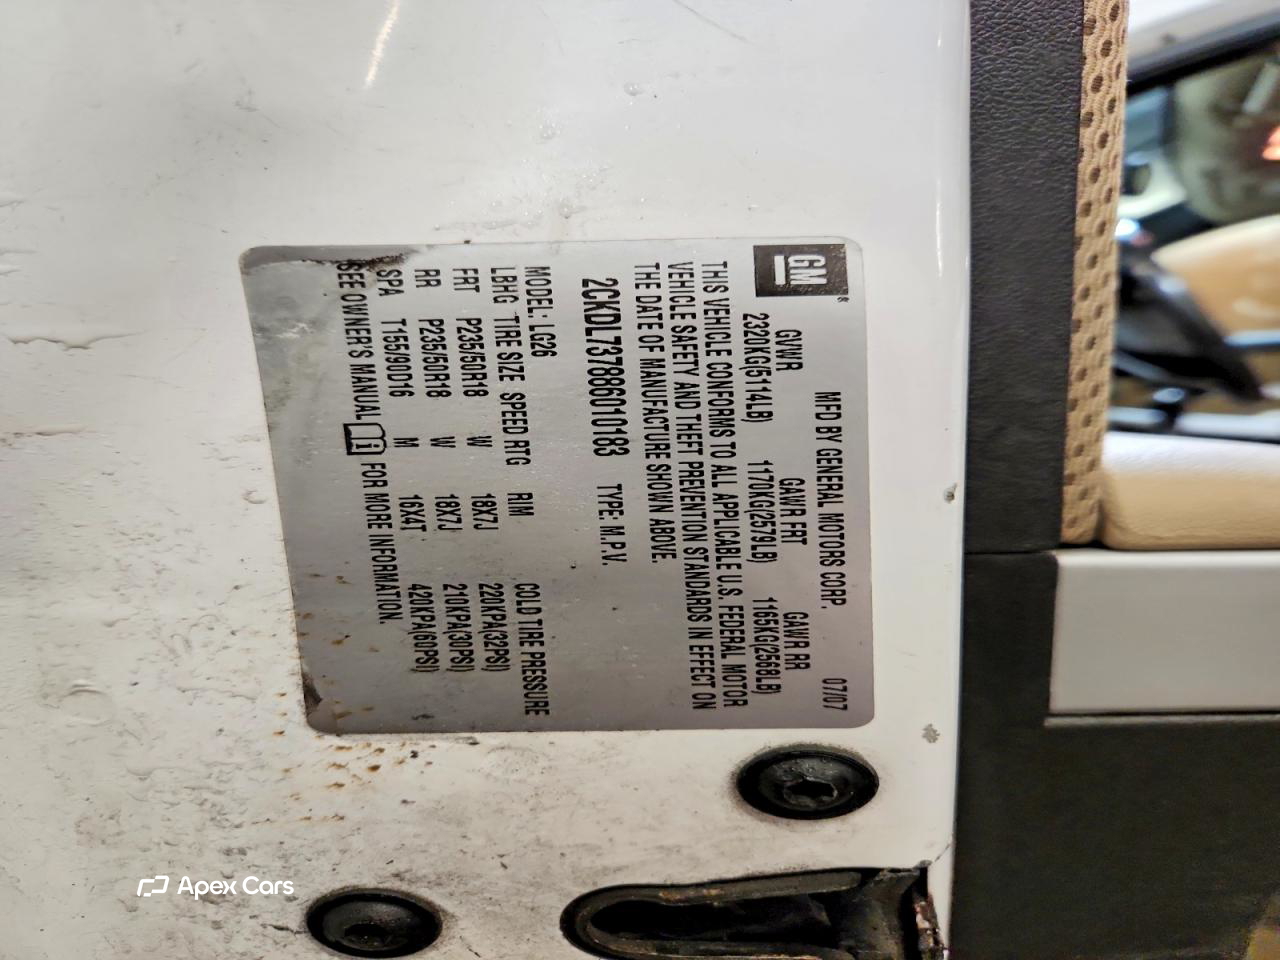 GM ®
MFD BY GENERAL MOTORS CORP. 07/07
GVWR GAWR FRT GAWR RR
2320KG(5114LB) 1170KG(2579LB) 1165KG(2568LB)
THIS VEHICLE CONFORMS TO ALL APPLICABLE U.S. FEDERAL MOTOR
VEHICLE SAFETY AND THEFT PREVENTION STANDARDS IN EFFECT ON
THE DATE OF MANUFACTURE SHOWN ABOVE.
2CKDL737886010183 TYPE: M.P.V.
MODEL: LG26
LBHG TIRE SIZE SPEED RTG RIM COLD TIRE PRESSURE
FRT P235/50R18 W 18X7J 220KPA(32PSI)
RR P235/50R18 W 18X7J 210KPA(30PSI)
SPA T155/90D16 M 16X4T 420KPA(60PSI)
SEE OWNER'S MANUAL FOR MORE INFORMATION.
Apex Cars